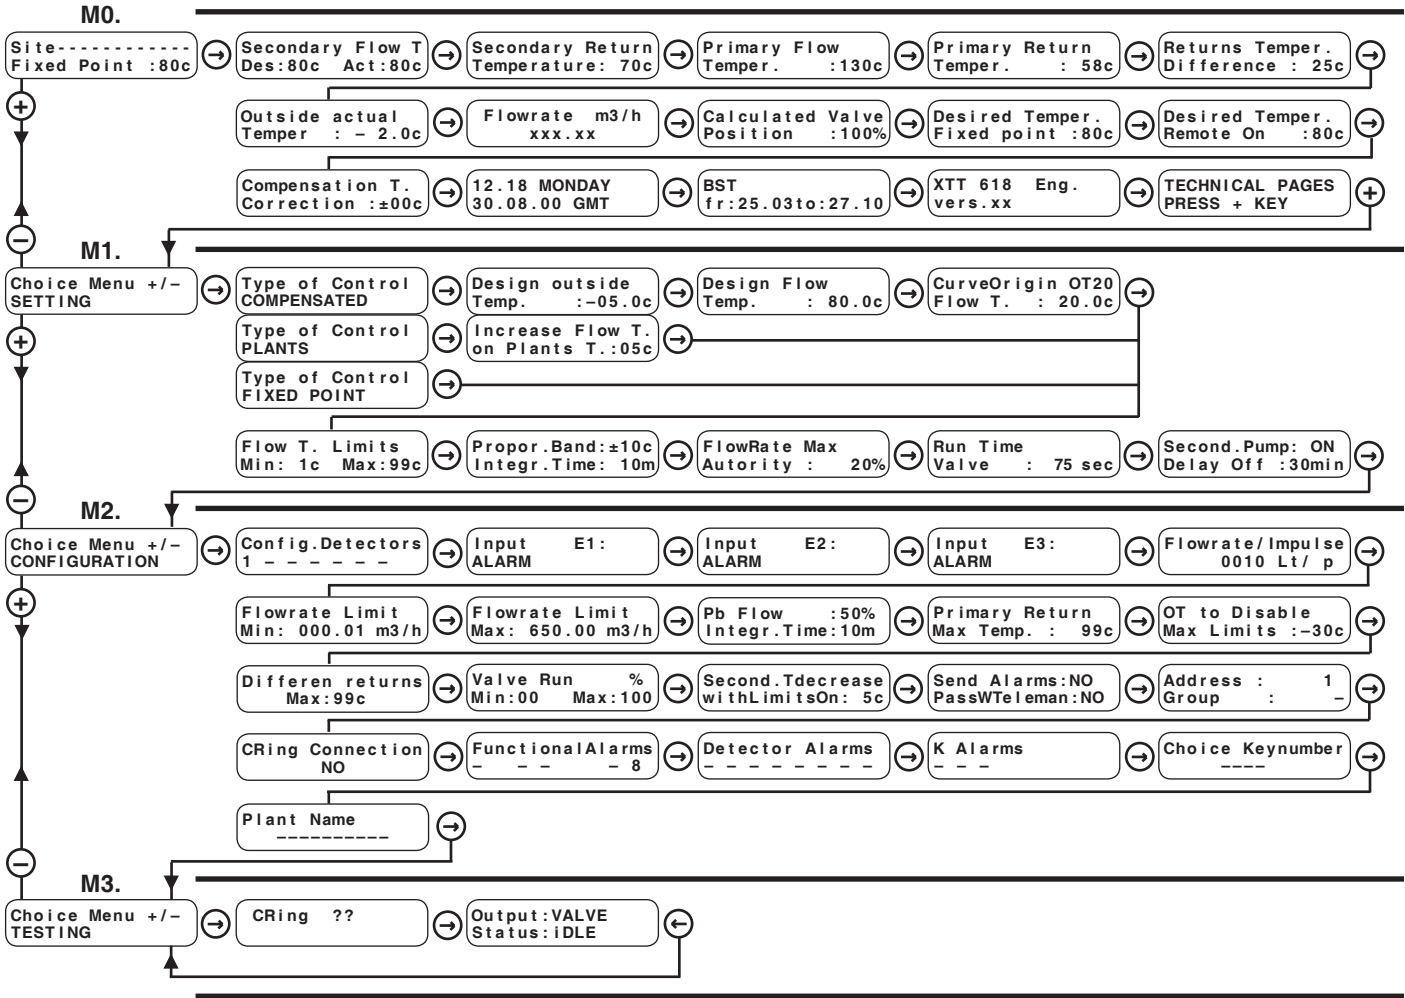 M0.
Site------------
Fixed Point :80c
Secondary Flow T
Des:80c Act:80c
Secondary Return
Temperature: 70c
Primary Flow
Temper. :130c
Primary Return
Temper. : 58c
Returns Temper.
Difference : 25c
Outside actual
Temper : – 2.0c
Flowrate m3/h
xxx.xx
Calculated Valve
Position :100%
Desired Temper.
Fixed point :80c
Desired Temper.
Remote On :80c
Compensation T.
Correction :±00c
12.18 MONDAY
30.08.00 GMT
BST
fr:25.03to:27.10
XTT 618 Eng.
vers.xx
TECHNICAL PAGES
PRESS + KEY
M1.
Choice Menu +/–
SETTING
Type of Control
COMPENSATED
Design outside
Temp. :–05.0c
Design Flow
Temp. : 80.0c
CurveOrigin OT20
Flow T. : 20.0c
Type of Control
PLANTS
Increase Flow T.
on Plants T.:05c
Type of Control
FIXED POINT
Flow T. Limits
Min: 1c Max:99c
Propor.Band:±10c
Integr.Time: 10m
FlowRate Max
Autority : 20%
Run Time
Valve : 75 sec
Second.Pump: ON
Delay Off :30min
M2.
Choice Menu +/–
CONFIGURATION
Config.Detectors
1 – – – – – –
Input E1:
ALARM
Input E2:
ALARM
Input E3:
ALARM
Flowrate/Impulse
0010 Lt/ p
Flowrate Limit
Min: 000.01 m3/h
Flowrate Limit
Max: 650.00 m3/h
Pb Flow :50%
Integr.Time:10m
Primary Return
Max Temp. : 99c
OT to Disable
Max Limits :–30c
Differen returns
Max:99c
Valve Run %
Min:00 Max:100
Second.Tdecrease
withLimitsOn: 5c
Send Alarms:NO
PassWTeleman:NO
Address : 1
Group : –
CRing Connection
NO
FunctionalAlarms
– – – – 8
Detector Alarms
– – – – – – – –
K Alarms
– – –
Choice Keynumber
––––
Plant Name
––––––––––
M3.
Choice Menu +/–
TESTING
CRing ??
Output:VALVE
Status:iDLE